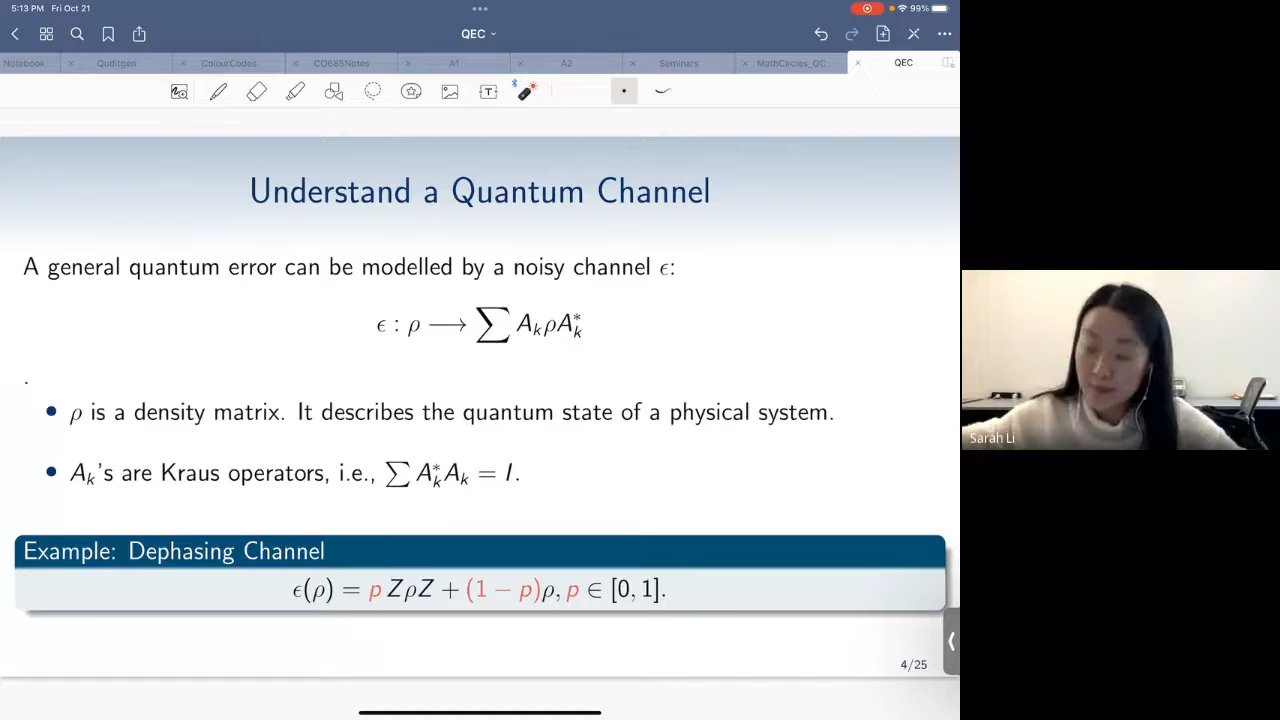 5:13 PM Fri Oct 21
99%
QEC
Notebook
Quditgen
ColourCodes
CO685Notes
A1
A2
Seminars
MathCircles_QC
QEC
Understand a Quantum Channel
A general quantum error can be modelled by a noisy channel ϵ:
ϵ : ρ ⟶ ∑ A_k ρ A_k^*
.
• ρ is a density matrix. It describes the quantum state of a physical system.
• A_k's are Kraus operators, i.e., ∑ A_k^* A_k = I.
Example: Dephasing Channel
ϵ(ρ) = p ZρZ + (1 − p)ρ, p ∈ [0, 1].
4/25
Sarah Li